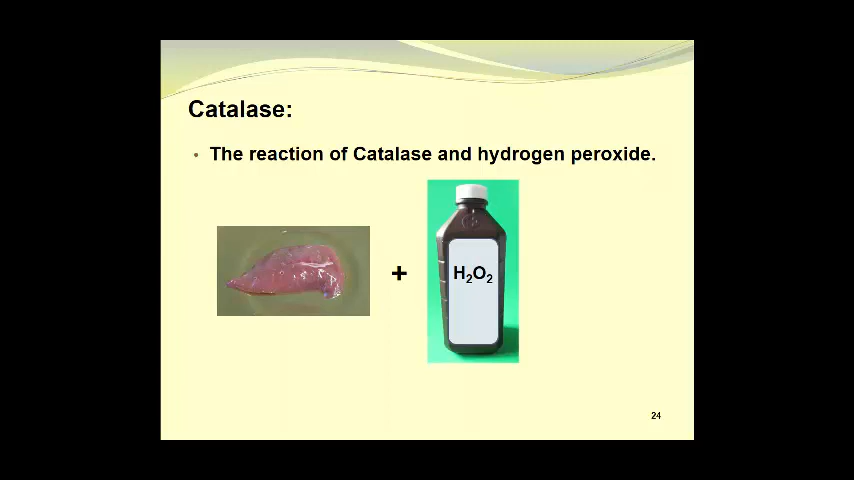 Catalase:
• The reaction of Catalase and hydrogen peroxide.
+
H₂O₂
24